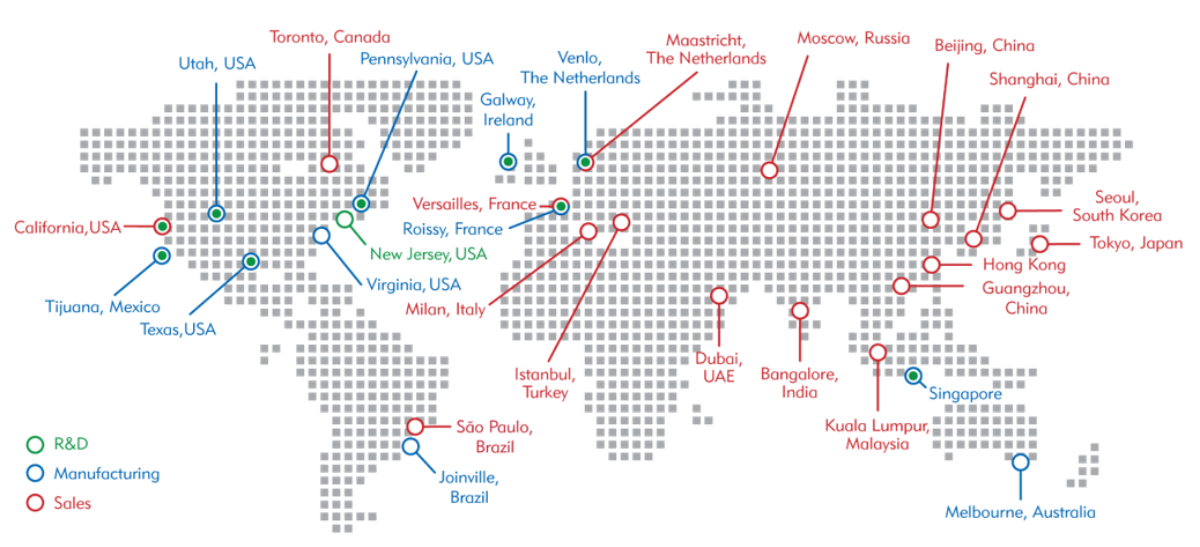 Toronto, Canada
Utah, USA
Pennsylvania, USA
Venlo,
The Netherlands
Maastricht,
The Netherlands
Moscow, Russia
Beijing, China
Shanghai, China
Galway,
Ireland
California,USA
Versailles, France
Roissy, France
Seoul,
South Korea
Tokyo, Japan
New Jersey, USA
Hong Kong
Virginia, USA
Guangzhou,
China
Tijuana, Mexico
Milan, Italy
Texas,USA
Istanbul,
Turkey
Dubai,
UAE
Bangalore,
India
Singapore
São Paulo,
Brazil
Kuala Lumpur,
Malaysia
R&D
Manufacturing
Sales
Joinville,
Brazil
Melbourne, Australia